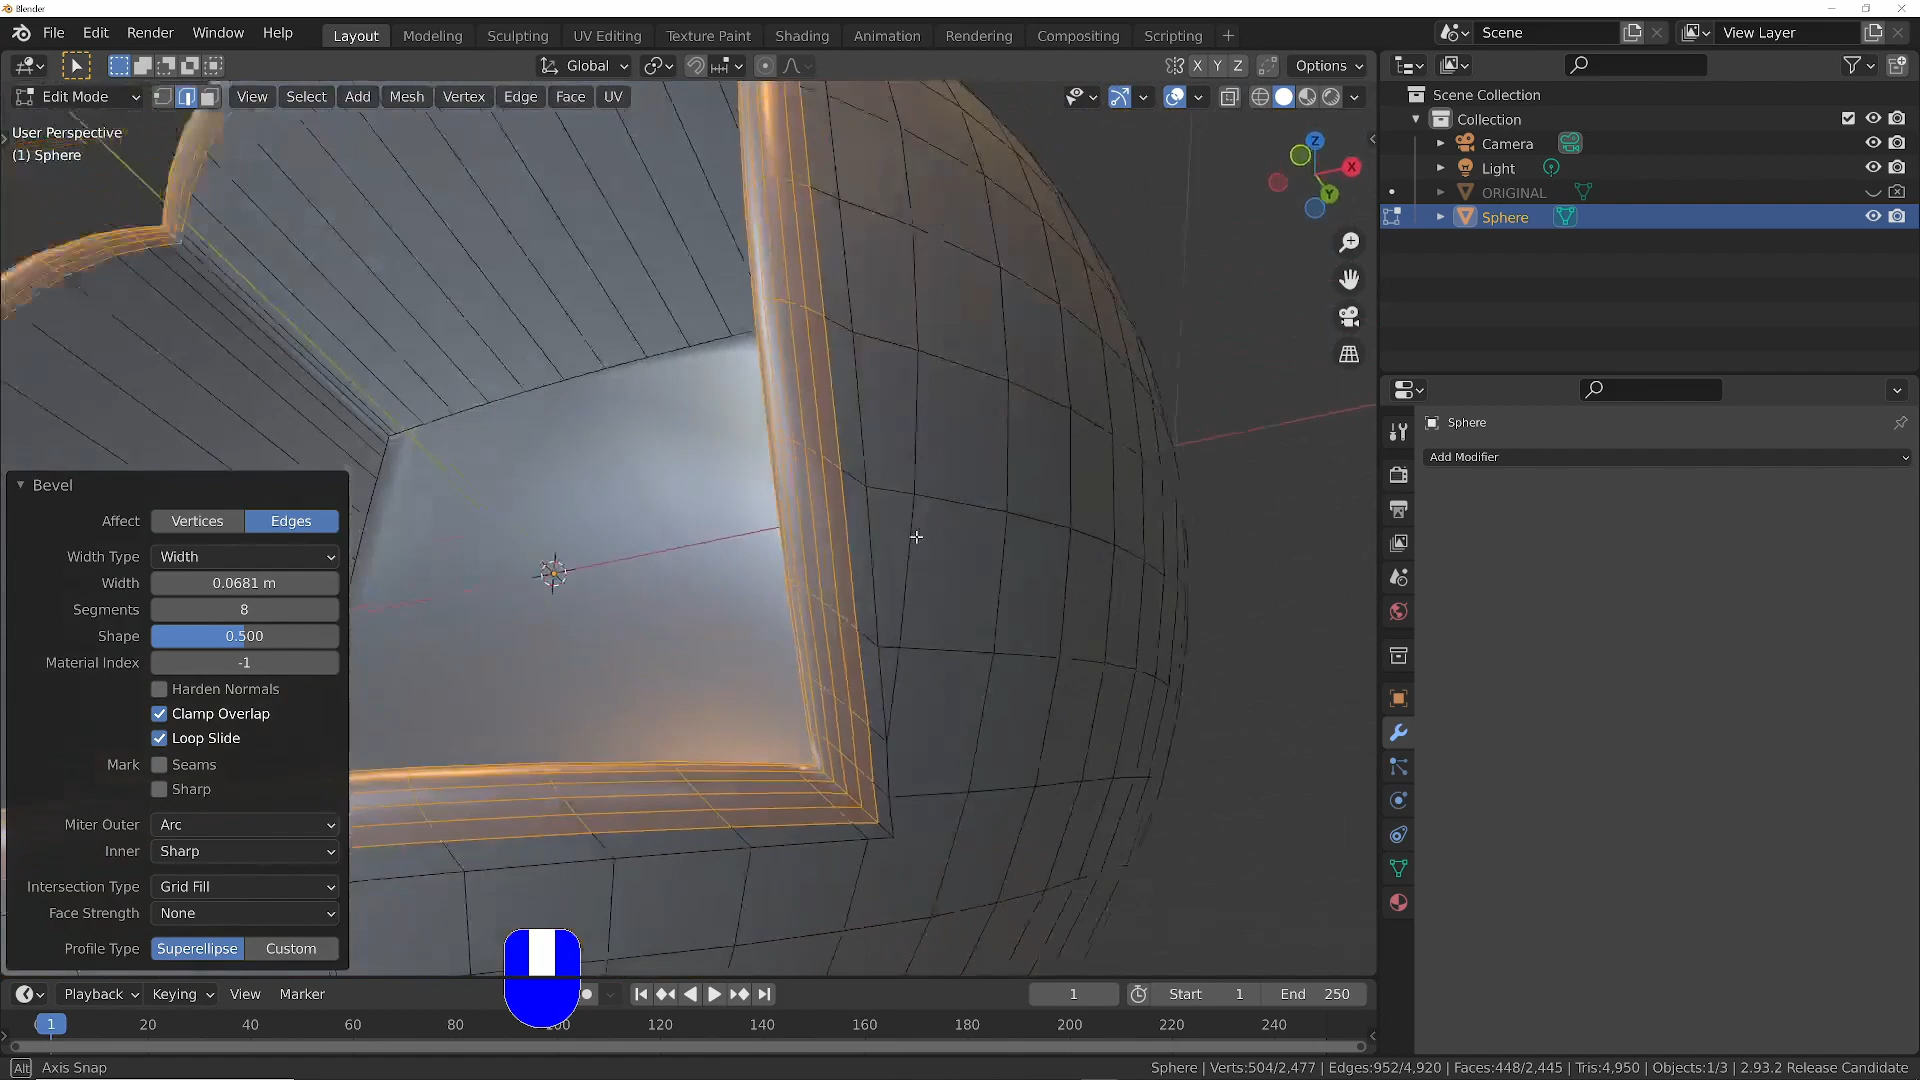 Blender
File Edit Render Window Help
Layout Modeling Sculpting UV Editing Texture Paint Shading Animation Rendering Compositing Scripting
Scene
View Layer
Global
X Y Z
Options
Edit Mode
View Select Add Mesh Vertex Edge Face UV
User Perspective
(1) Sphere
Z
X
Y
Scene Collection
Collection
Camera
Light
ORIGINAL
Sphere
Sphere
Add Modifier
Bevel
Affect Vertices Edges
Width Type Width
Width 0.0681 m
Segments 8
Shape 0.500
Material Index -1
Harden Normals
Clamp Overlap
Loop Slide
Mark Seams
Sharp
Miter Outer Arc
Inner Sharp
Intersection Type Grid Fill
Face Strength None
Profile Type Superellipse Custom
Playback Keying View Marker
1
Start 1
End 250
1 20 40 60 80 100 120 140 160 180 200 220 240
Alt Axis Snap
Sphere | Verts:504/2,477 | Edges:952/4,920 | Faces:448/2,445 | Tris:4,950 | Objects:1/3 | 2.93.2 Release Candidate